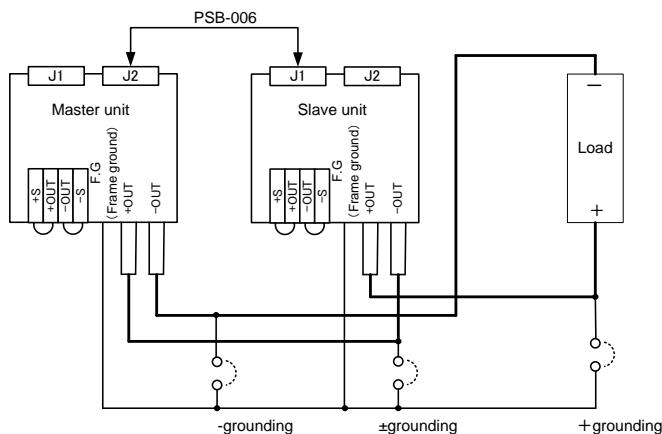 PSB-006
J1
J2
J1
J2
Master unit
Slave unit
Load
−
+
+S
+OUT
−OUT
−S
F.G
(Frame ground)
+OUT
−OUT
+S
+OUT
−OUT
−S
F.G
(Frame ground)
+OUT
−OUT
-grounding
±grounding
＋grounding